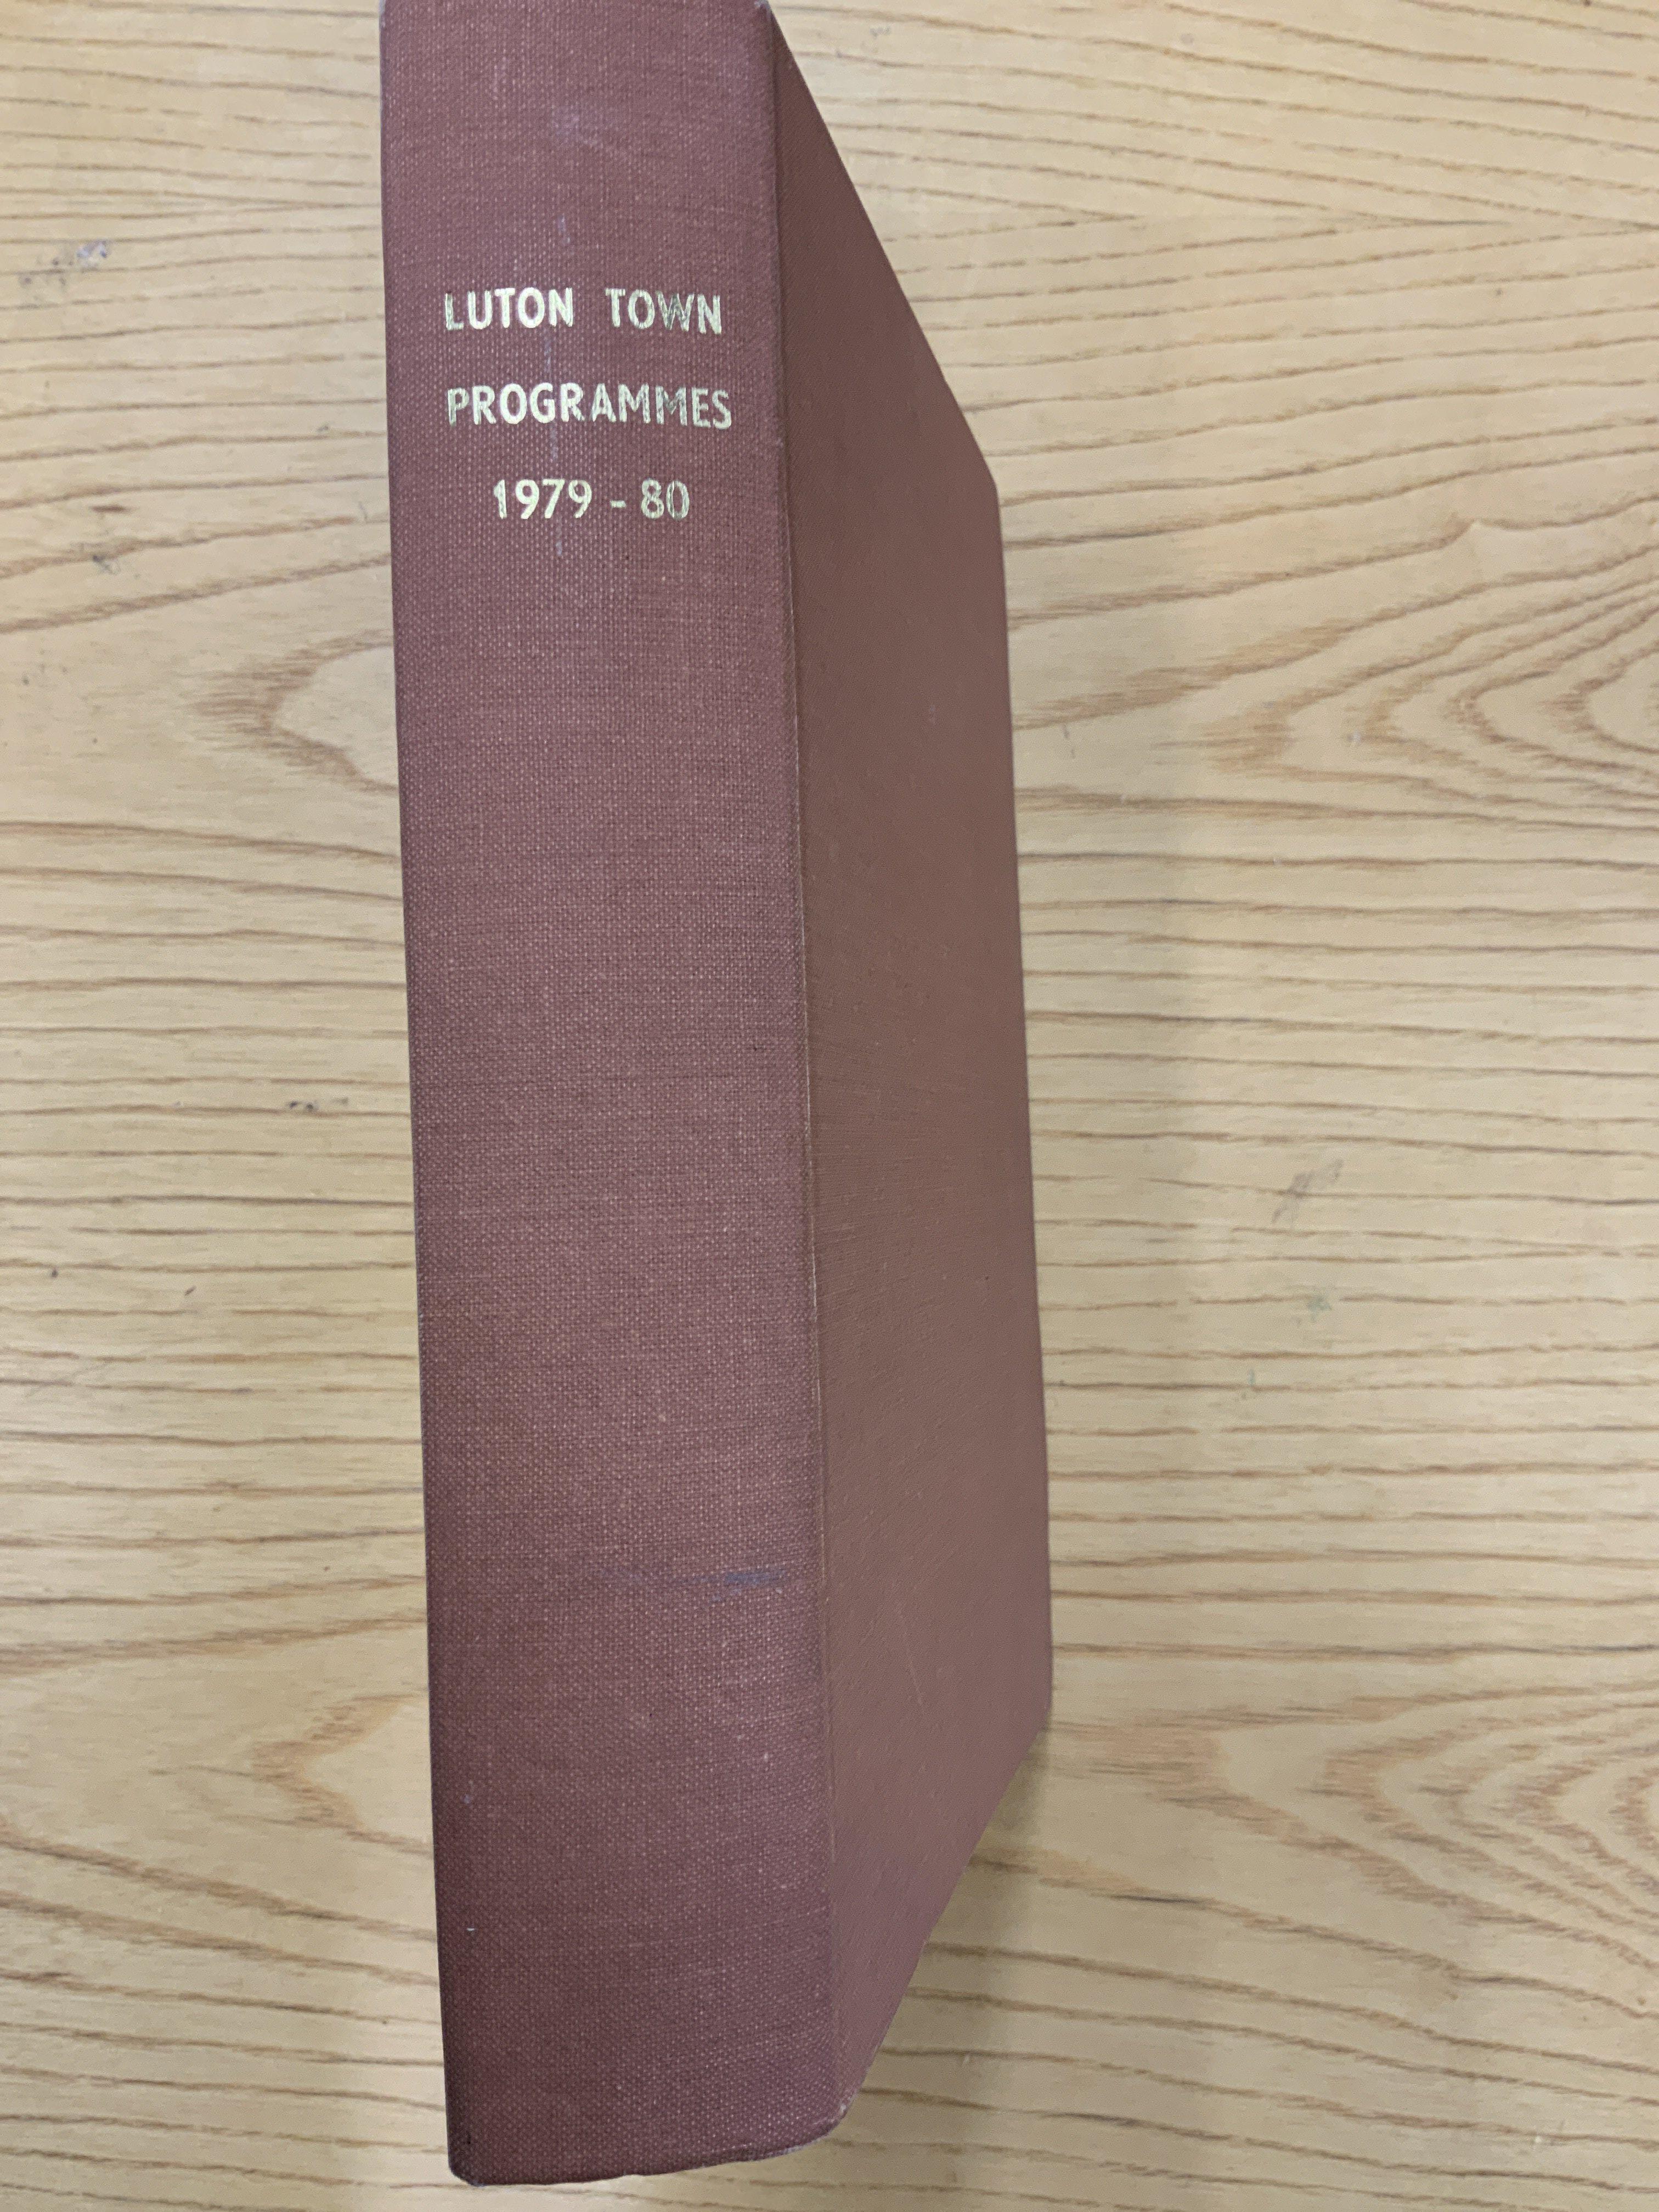 LUTON TOWN
PROGRAMMES
1979 - 80